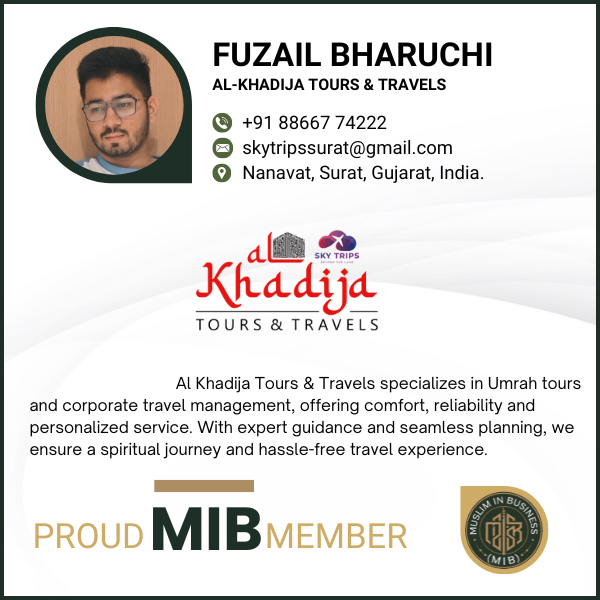 FUZAIL BHARUCHI
AL-KHADIJA TOURS & TRAVELS
+91 88667 74222
skytripssurat@gmail.com
Nanavat, Surat, Gujarat, India.
al
SKY TRIPS
BEYOND THE LAND
Khadija
TOURS & TRAVELS
Al Khadija Tours & Travels specializes in Umrah tours
and corporate travel management, offering comfort, reliability and
personalized service. With expert guidance and seamless planning, we
ensure a spiritual journey and hassle-free travel experience.
PROUD MIB MEMBER
MUSLIM IN BUSINESS
(MIB)